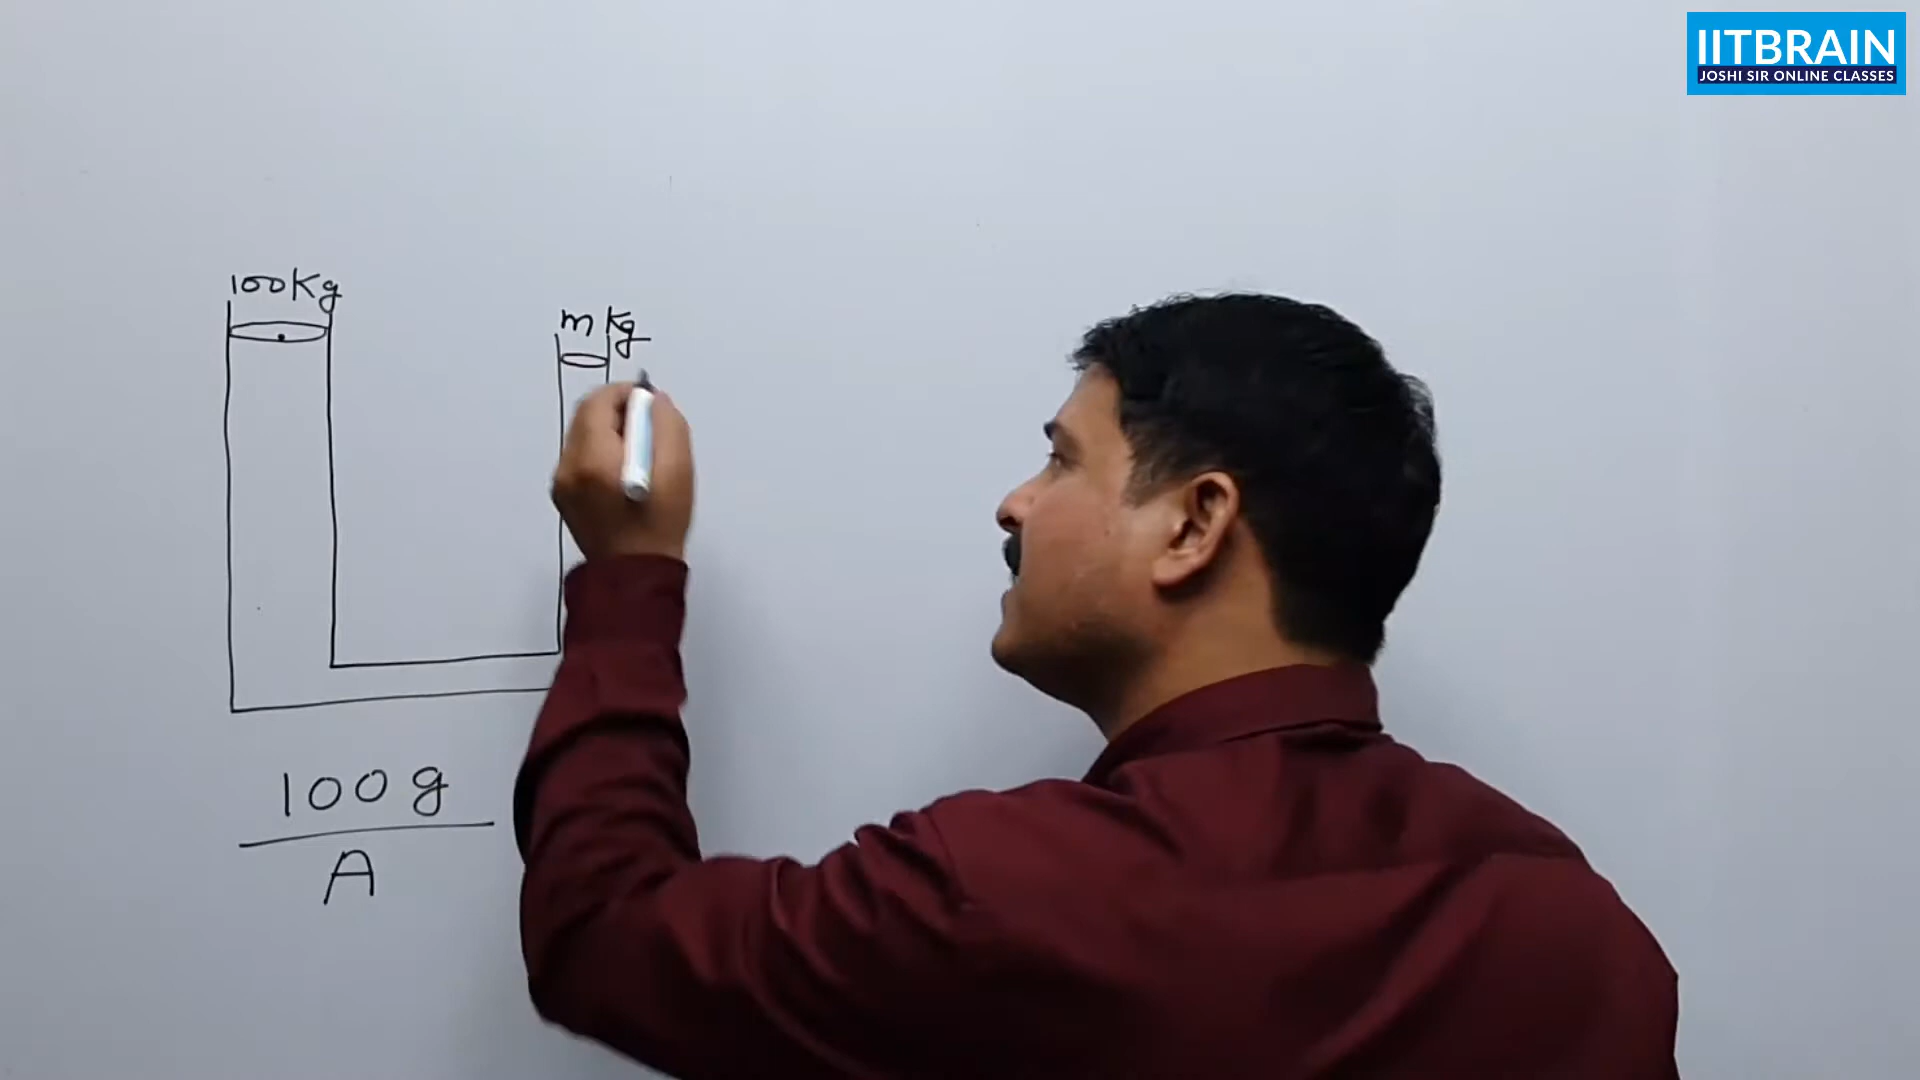 IITBRAIN
JOSHI SIR ONLINE CLASSES
100Kg
m Kg
100 g
A